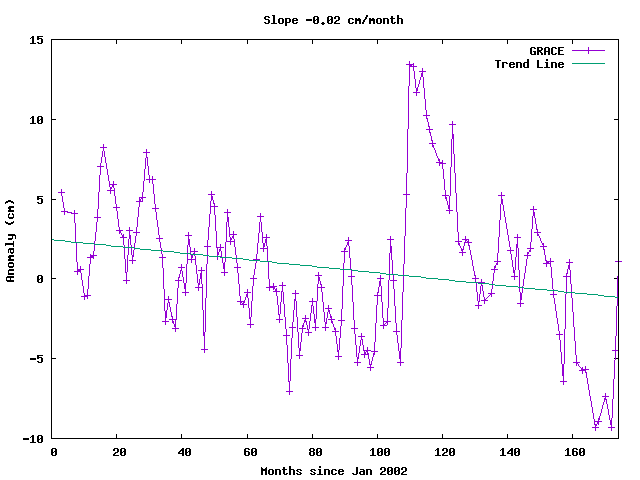 Slope -0.02 cm/month
GRACE
Trend Line
15
10
5
0
-5
-10
Anomaly (cm)
0 20 40 60 80 100 120 140 160
Months since Jan 2002